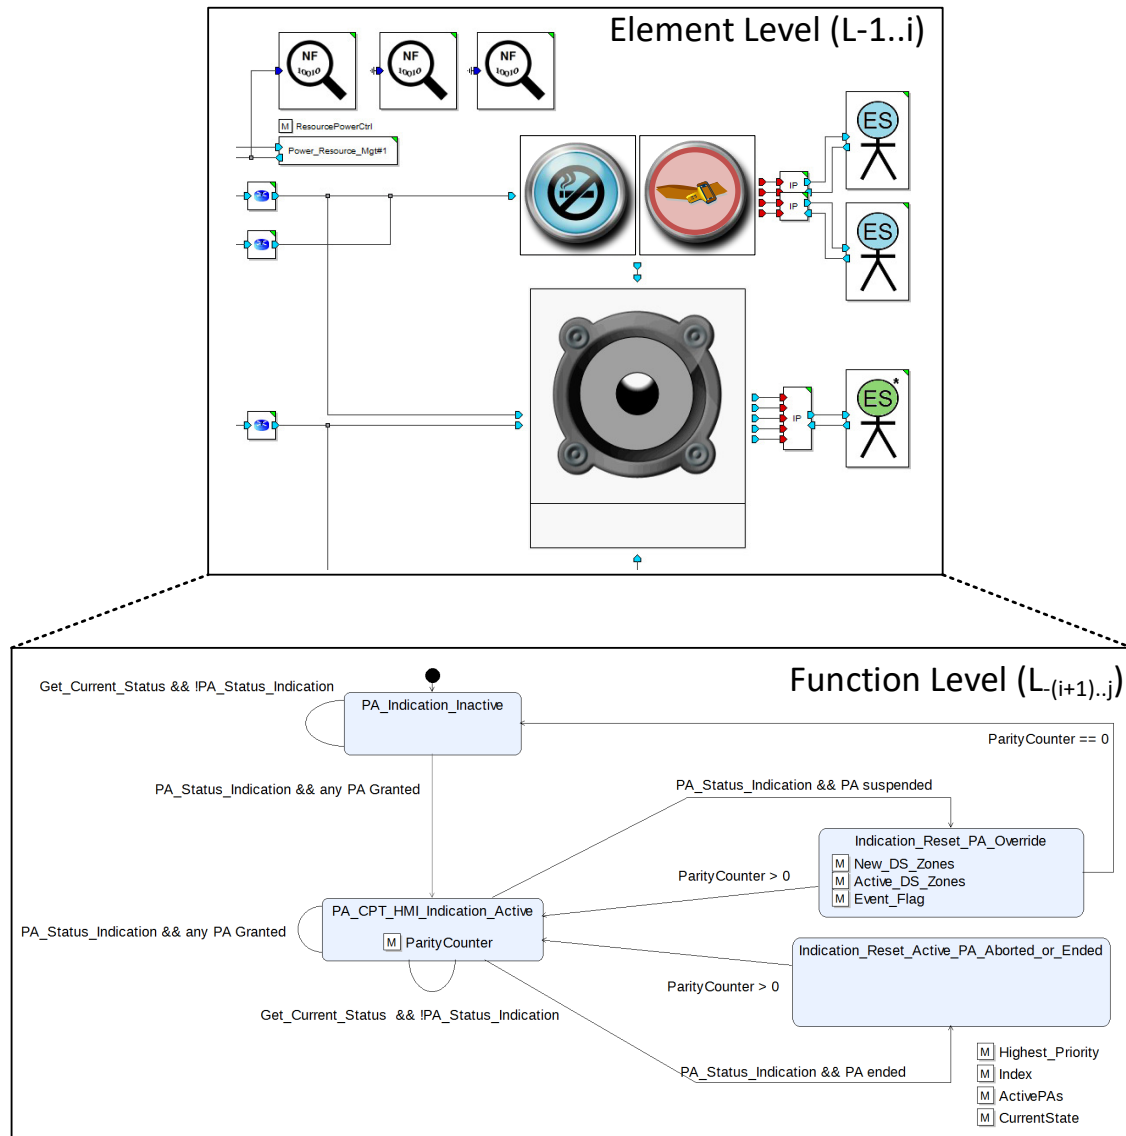 Element Level (L-1..i)
NF
10010
NF
10010
NF
10010
M ResourcePowerCtrl
Power_Resource_Mgt#1
ES
IP
IP
ES
ES*
IP
Function Level (L-(i+1)..j)
Get_Current_Status && !PA_Status_Indication
PA_Indication_Inactive
ParityCounter == 0
PA_Status_Indication && any PA Granted
PA_Status_Indication && PA suspended
Indication_Reset_PA_Override
M New_DS_Zones
M Active_DS_Zones
M Event_Flag
ParityCounter > 0
PA_CPT_HMI_Indication_Active
M ParityCounter
PA_Status_Indication && any PA Granted
Indication_Reset_Active_PA_Aborted_or_Ended
ParityCounter > 0
Get_Current_Status && !PA_Status_Indication
PA_Status_Indication && PA ended
M Highest_Priority
M Index
M ActivePAs
M CurrentState